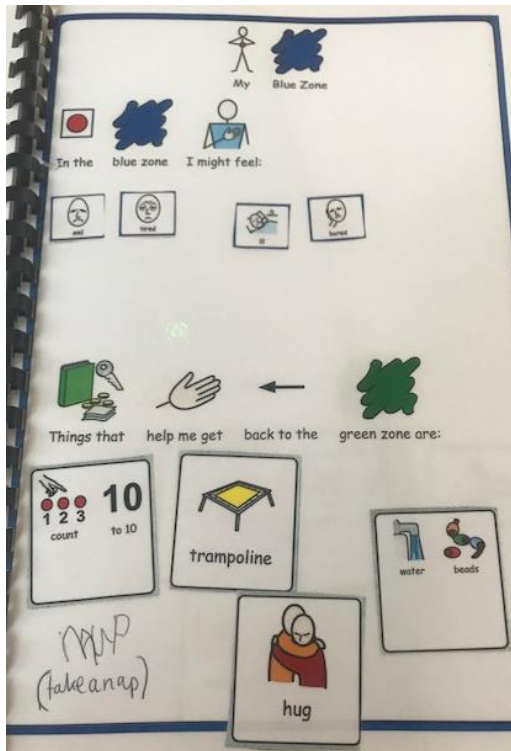 My Blue Zone
In the blue zone I might feel:
sad tired ill bored
Things that help me get back to the green zone are:
1 2 3 10
count to 10
trampoline
water beads
(take a nap)
hug